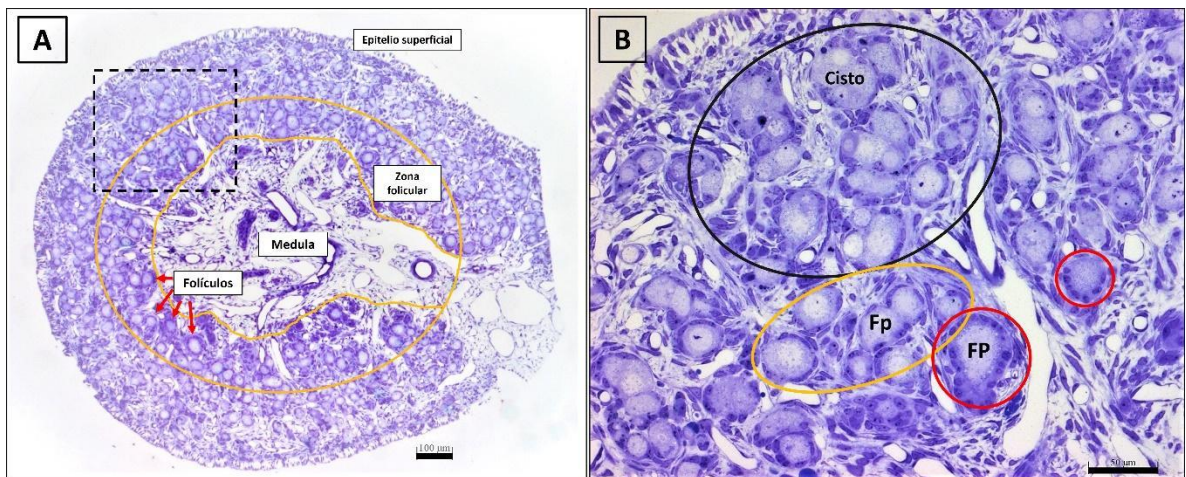 A
Epitelio superficial
Zona
folicular
Medula
Folículos
100 µm
B
Cisto
Fp
FP
50 µm